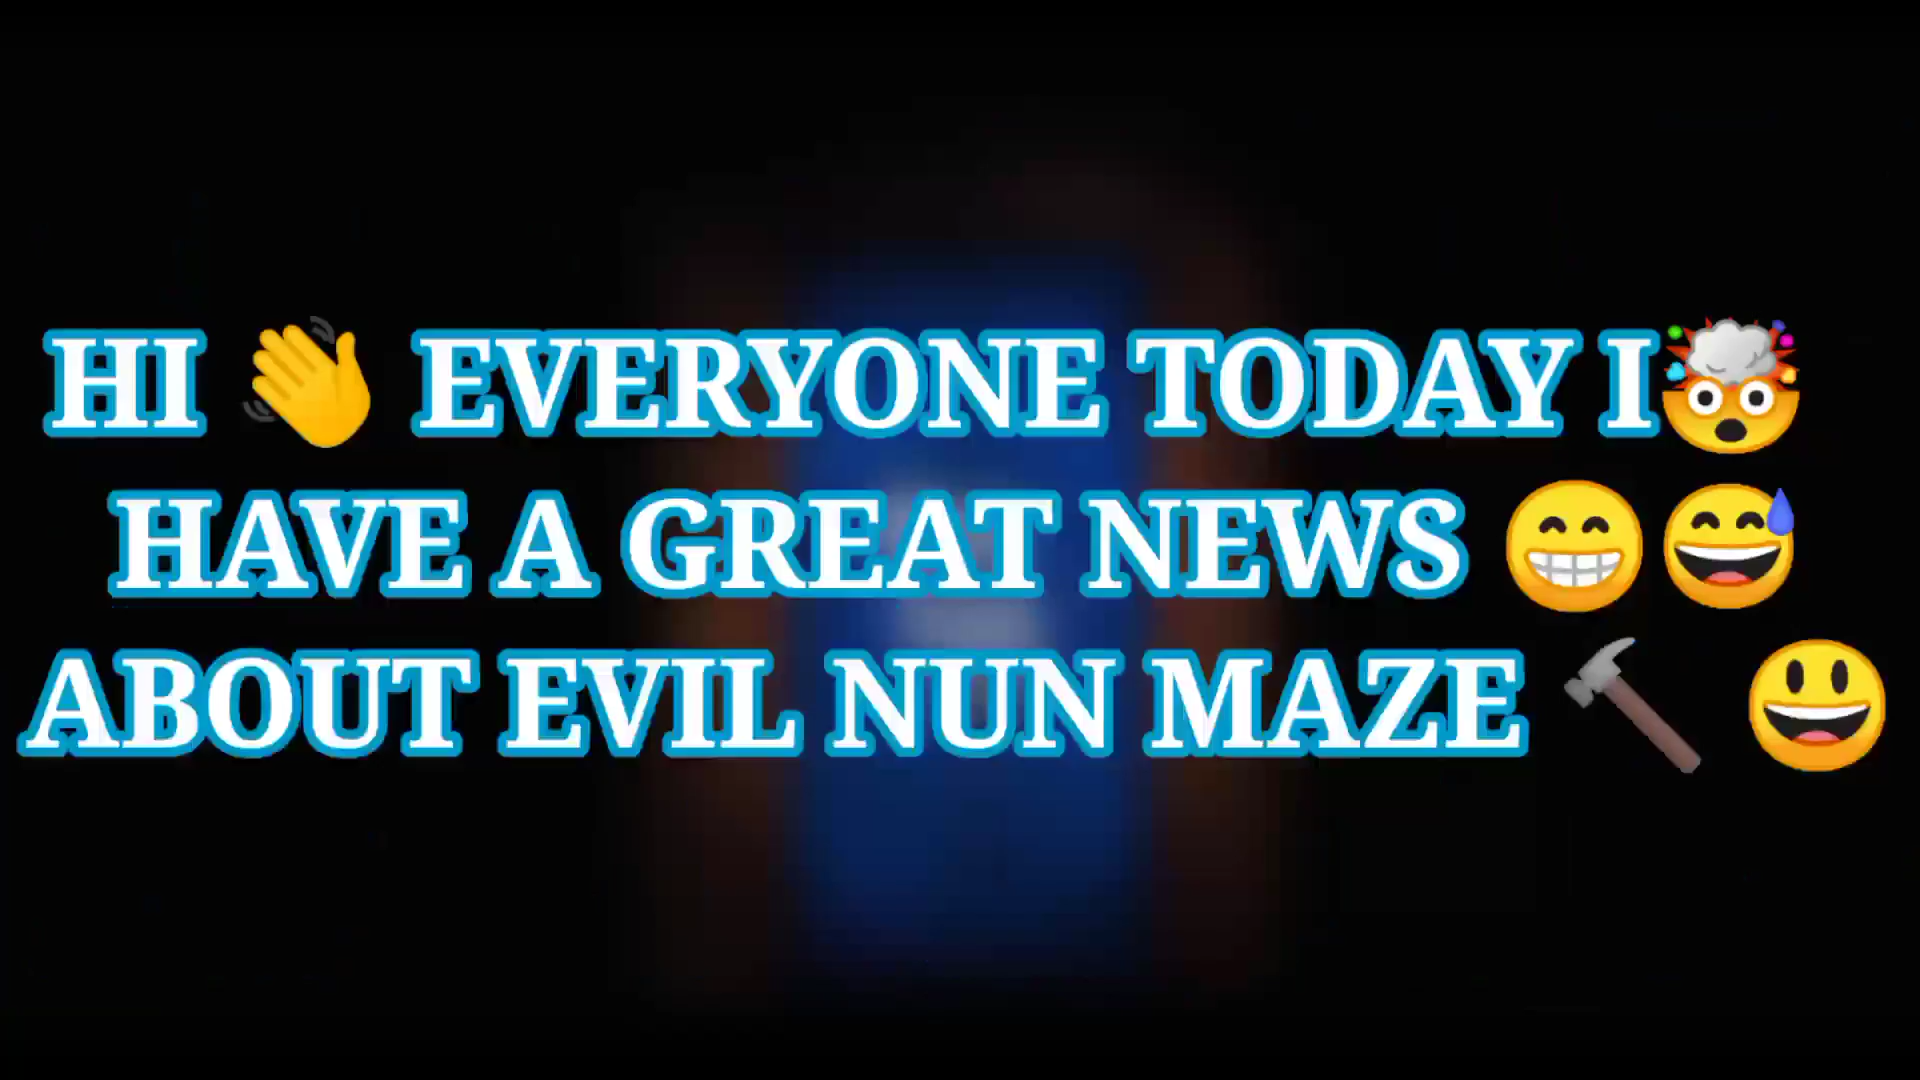 HI 👋 EVERYONE TODAY I🤯
HAVE A GREAT NEWS 😁😅
ABOUT EVIL NUN MAZE 🔨 😃